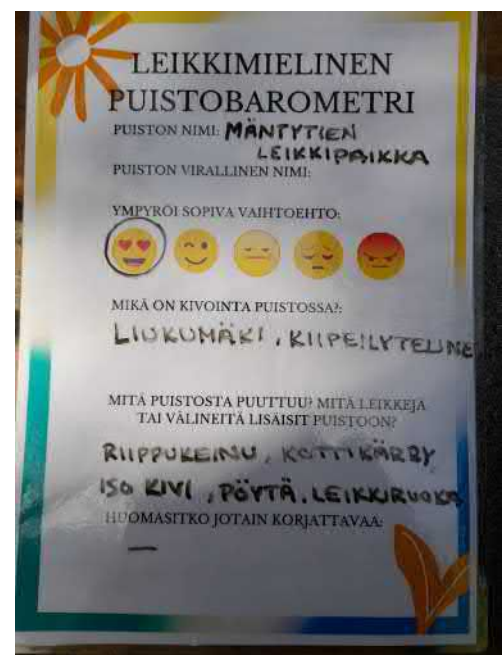 LEIKKIMIELINEN
PUISTOBAROMETRI
PUISTON NIMI: MÄNTYTIEN
LEIKKIPAIKKA
PUISTON VIRALLINEN NIMI:
YMPYRÖI SOPIVA VAIHTOEHTO:
MIKÄ ON KIVOINTA PUISTOSSA?:
LIUKUMÄKI, KIIPEILYTELINE
MITÄ PUISTOSTA PUUTTUU? MITÄ LEIKKEJÄ
TAI VÄLINEITÄ LISÄISIT PUISTOON?
RIIPPUKEINU, KOTTIKÄRRY
ISO KIVI, PÖYTÄ, LEIKKIRUOKA
HUOMASITKO JOTAIN KORJATTAVAA:
—